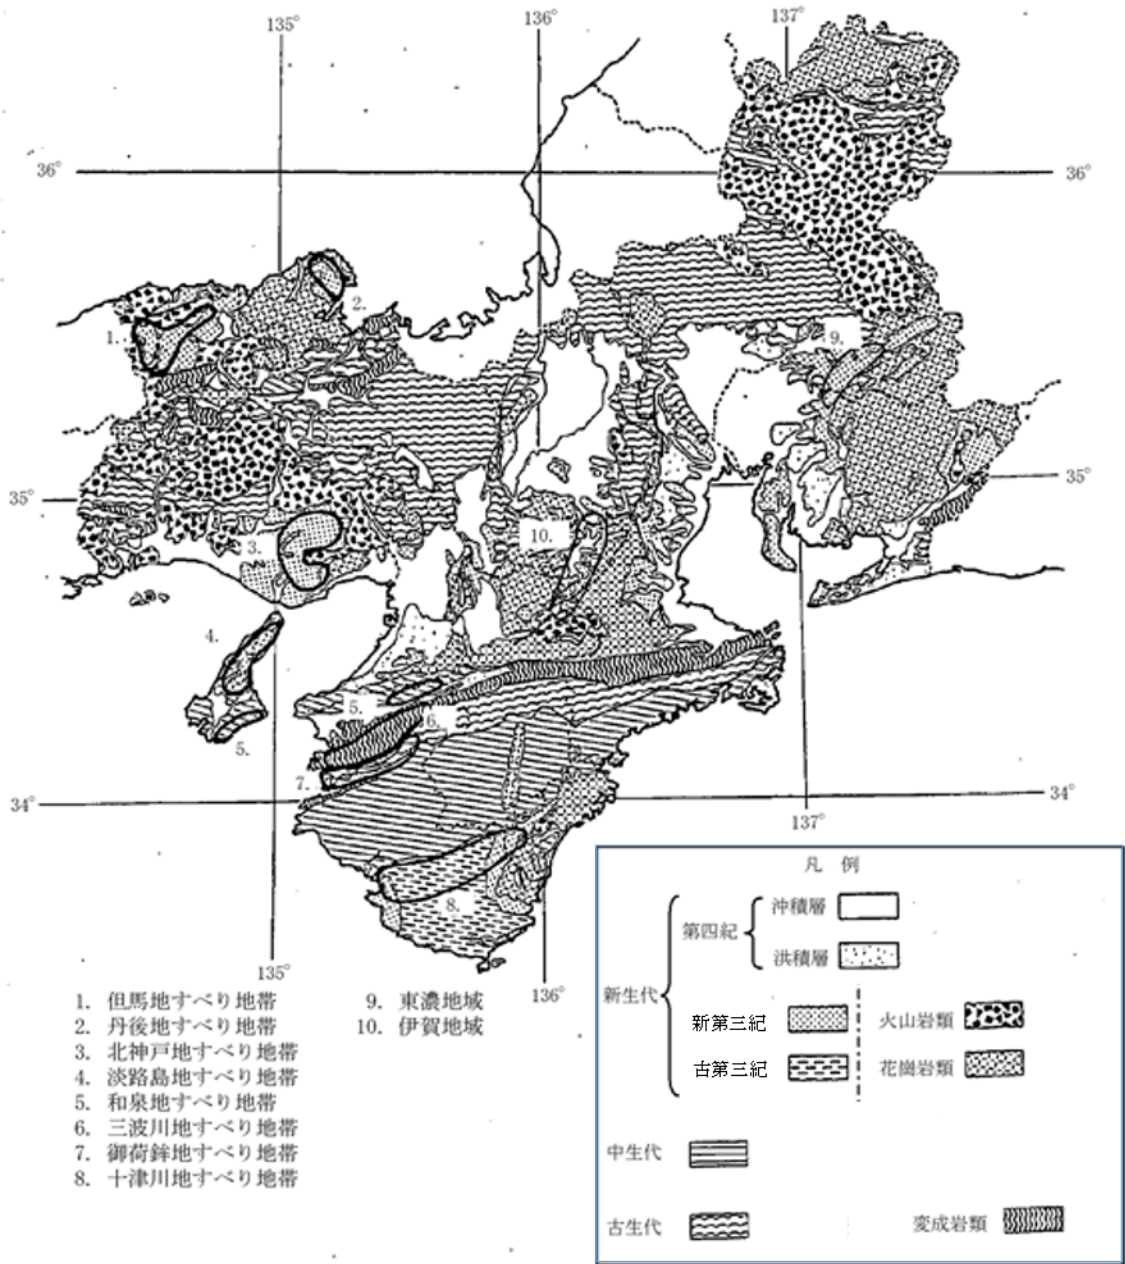 135°
136°
137°
36°
36°
1.
2.
9.
35°
35°
3.
10.
4.
5.
5.
6.
7.
34°
34°
137°
8.
135°
136°
1. 但馬地すべり地帯
2. 丹後地すべり地帯
3. 北神戸地すべり地帯
4. 淡路島地すべり地帯
5. 和泉地すべり地帯
6. 三波川地すべり地帯
7. 御荷鉾地すべり地帯
8. 十津川地すべり地帯
9. 東濃地域
10. 伊賀地域
凡 例
新生代
第四紀
沖積層
洪積層
新第三紀
火山岩類
古第三紀
花崗岩類
中生代
古生代
変成岩類